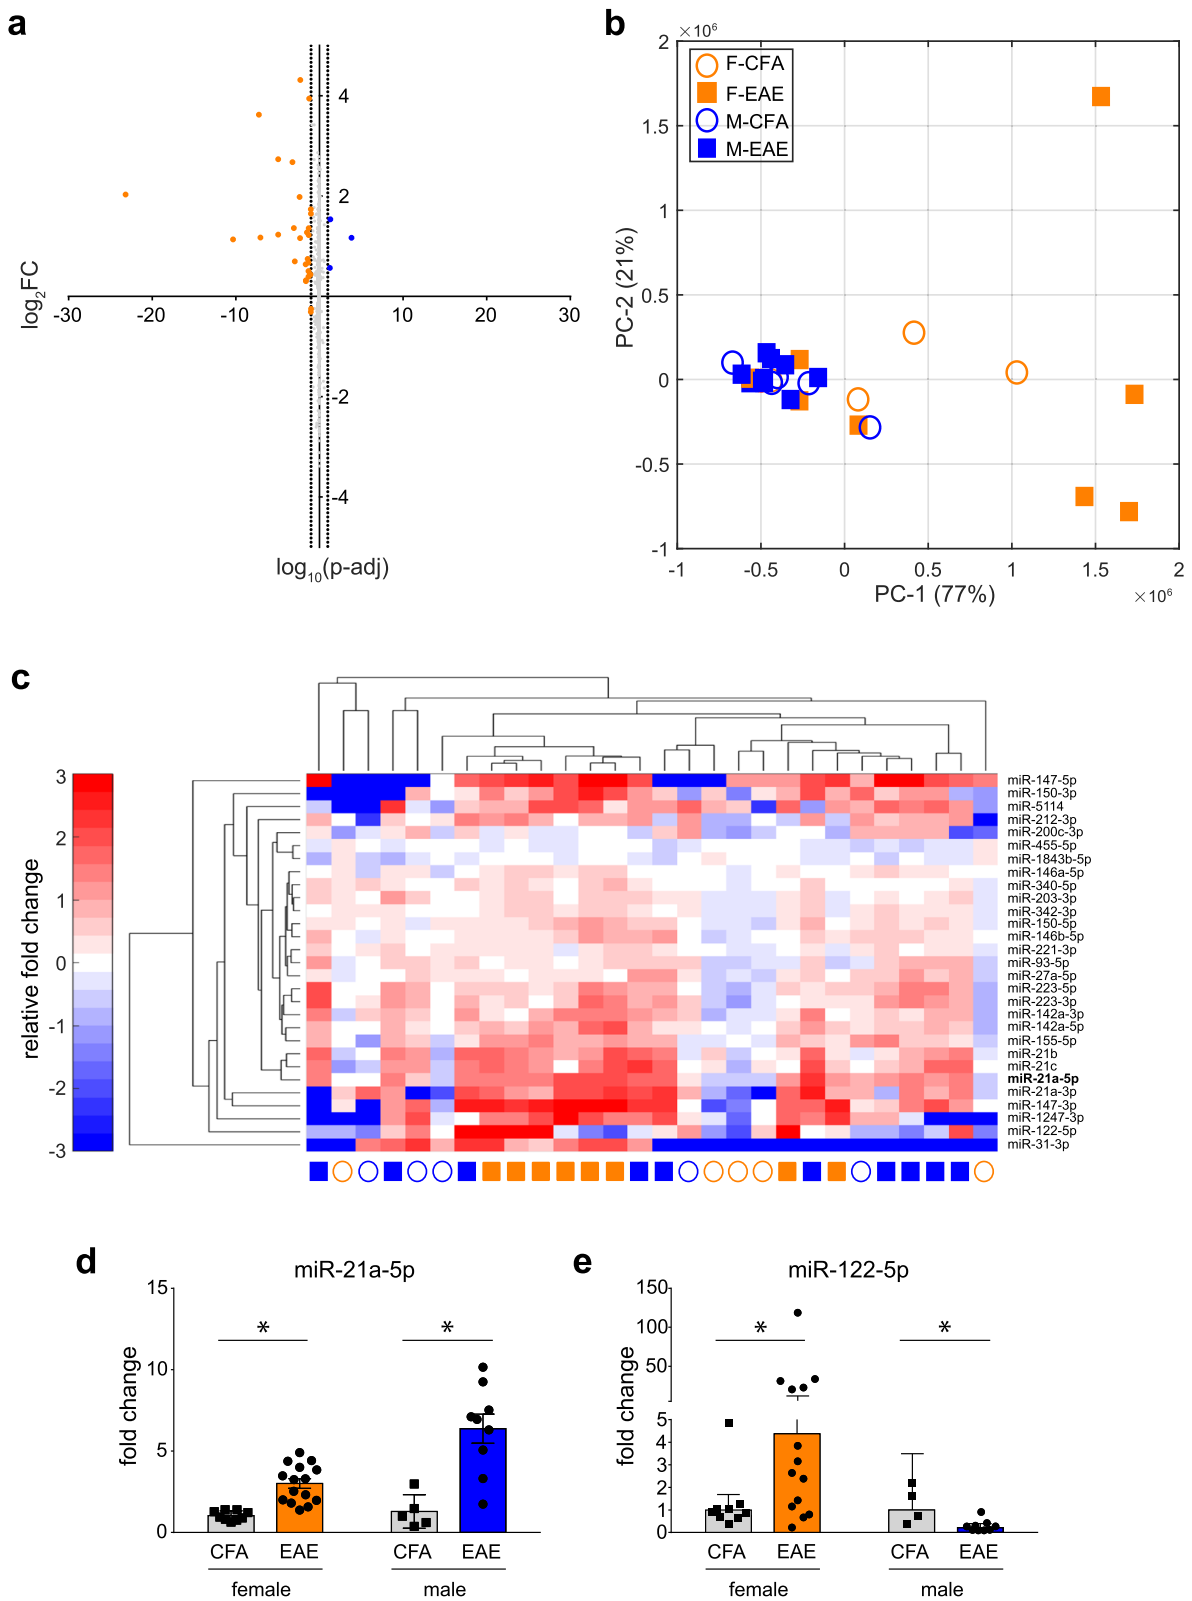 a
4
2
-30
-10
10
30
-2
-4
log2FC
log10(p-adj)
b
×10⁶
2
1.5
1
0.5
0
-0.5
-1
PC-2 (21%)
F-CFA
F-EAE
M-CFA
M-EAE
-1
-0.5
0
0.5
1
1.5
2
PC-1 (77%)
×10⁶
c
relative fold change
3
2
1
0
-1
-2
-3
miR-147-5p
miR-150-3p
miR-5114
miR-212-3p
miR-200c-3p
miR-455-5p
miR-1843b-5p
miR-146a-5p
miR-340-5p
miR-203-3p
miR-342-3p
miR-150-5p
miR-146b-5p
miR-221-3p
miR-93-5p
miR-27a-5p
miR-223-5p
miR-223-3p
miR-142a-3p
miR-142a-5p
miR-155-5p
miR-21b
miR-21c
miR-21a-5p
miR-21a-3p
miR-147-3p
miR-1247-3p
miR-122-5p
miR-31-3p
d
miR-21a-5p
fold change
15
10
5
0
*
*
CFA
EAE
CFA
EAE
female
male
e
miR-122-5p
fold change
150
100
50
5
4
3
2
1
0
*
*
CFA
EAE
CFA
EAE
female
male